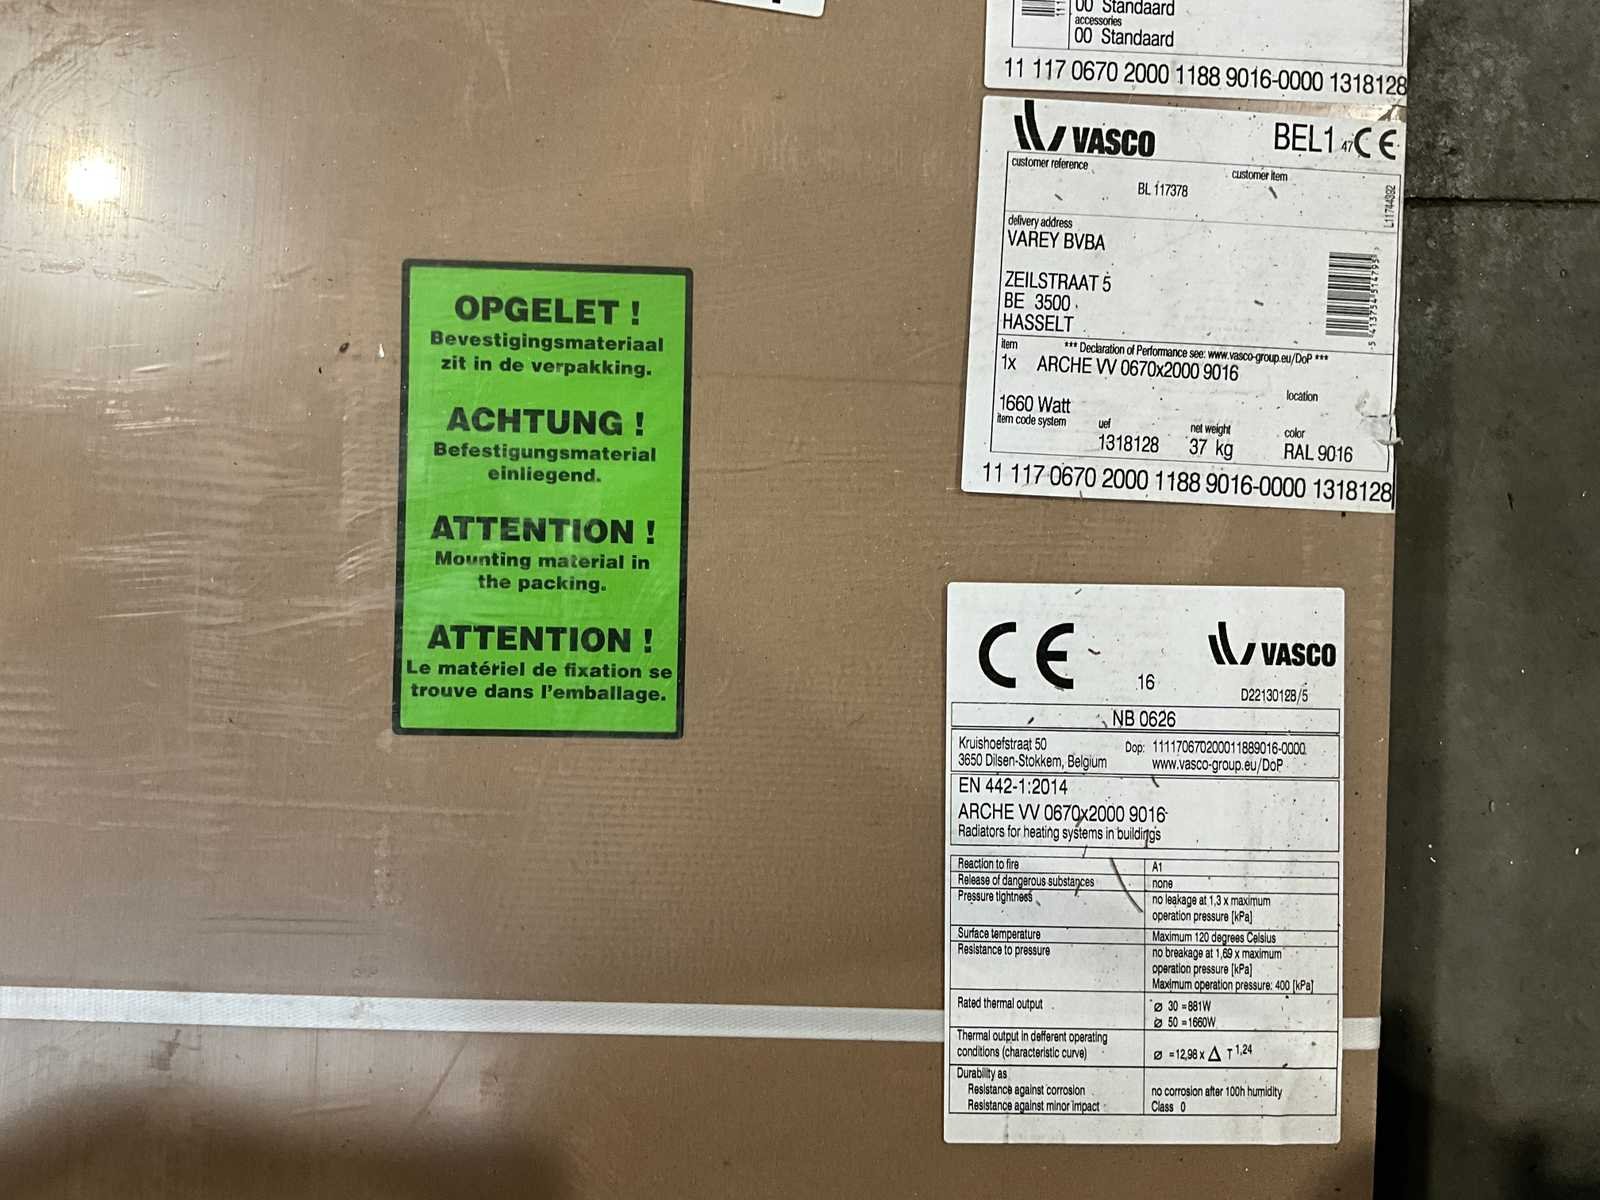 00 Standaard
accessories
00 Standaard
11 117 0670 2000 1188 9016-0000 1318128
VASCO
BEL1 47 CE
customer reference
customer item
BL 117378
L11744392
delivery address
VAREY BVBA
ZEILSTRAAT 5
BE 3500
HASSELT
5413754514795
item
*** Declaration of Performance see: www.vasco-group.eu/DoP ***
1x ARCHE VV 0670x2000 9016
location
1660 Watt
item code system
uef
1318128
net weight
37 kg
color
RAL 9016
11 117 0670 2000 1188 9016-0000 1318128
OPGELET !
Bevestigingsmateriaal
zit in de verpakking.
ACHTUNG !
Befestigungsmaterial
einliegend.
ATTENTION !
Mounting material in
the packing.
ATTENTION !
Le matériel de fixation se
trouve dans l'emballage.
CE
16
VASCO
D22130128/5
NB 0626
Kruishoefstraat 50
3650 Dilsen-Stokkem, Belgium
Dop: 111170670200011889016-0000
www.vasco-group.eu/DoP
EN 442-1:2014
ARCHE VV 0670x2000 9016
Radiators for heating systems in buildings
Reaction to fire A1
Release of dangerous substances none
Pressure tightness no leakage at 1,3 x maximum
operation pressure [kPa]
Surface temperature Maximum 120 degrees Celsius
Resistance to pressure no breakage at 1,69 x maximum
operation pressure [kPa]
Maximum operation pressure: 400 [kPa]
Rated thermal output ⌀ 30 =881W
⌀ 50 =1660W
Thermal output in defferent operating
conditions (characteristic curve) ⌀ =12,98 x Δ T 1,24
Durability as
Resistance against corrosion no corrosion after 100h humidity
Resistance against minor impact Class 0